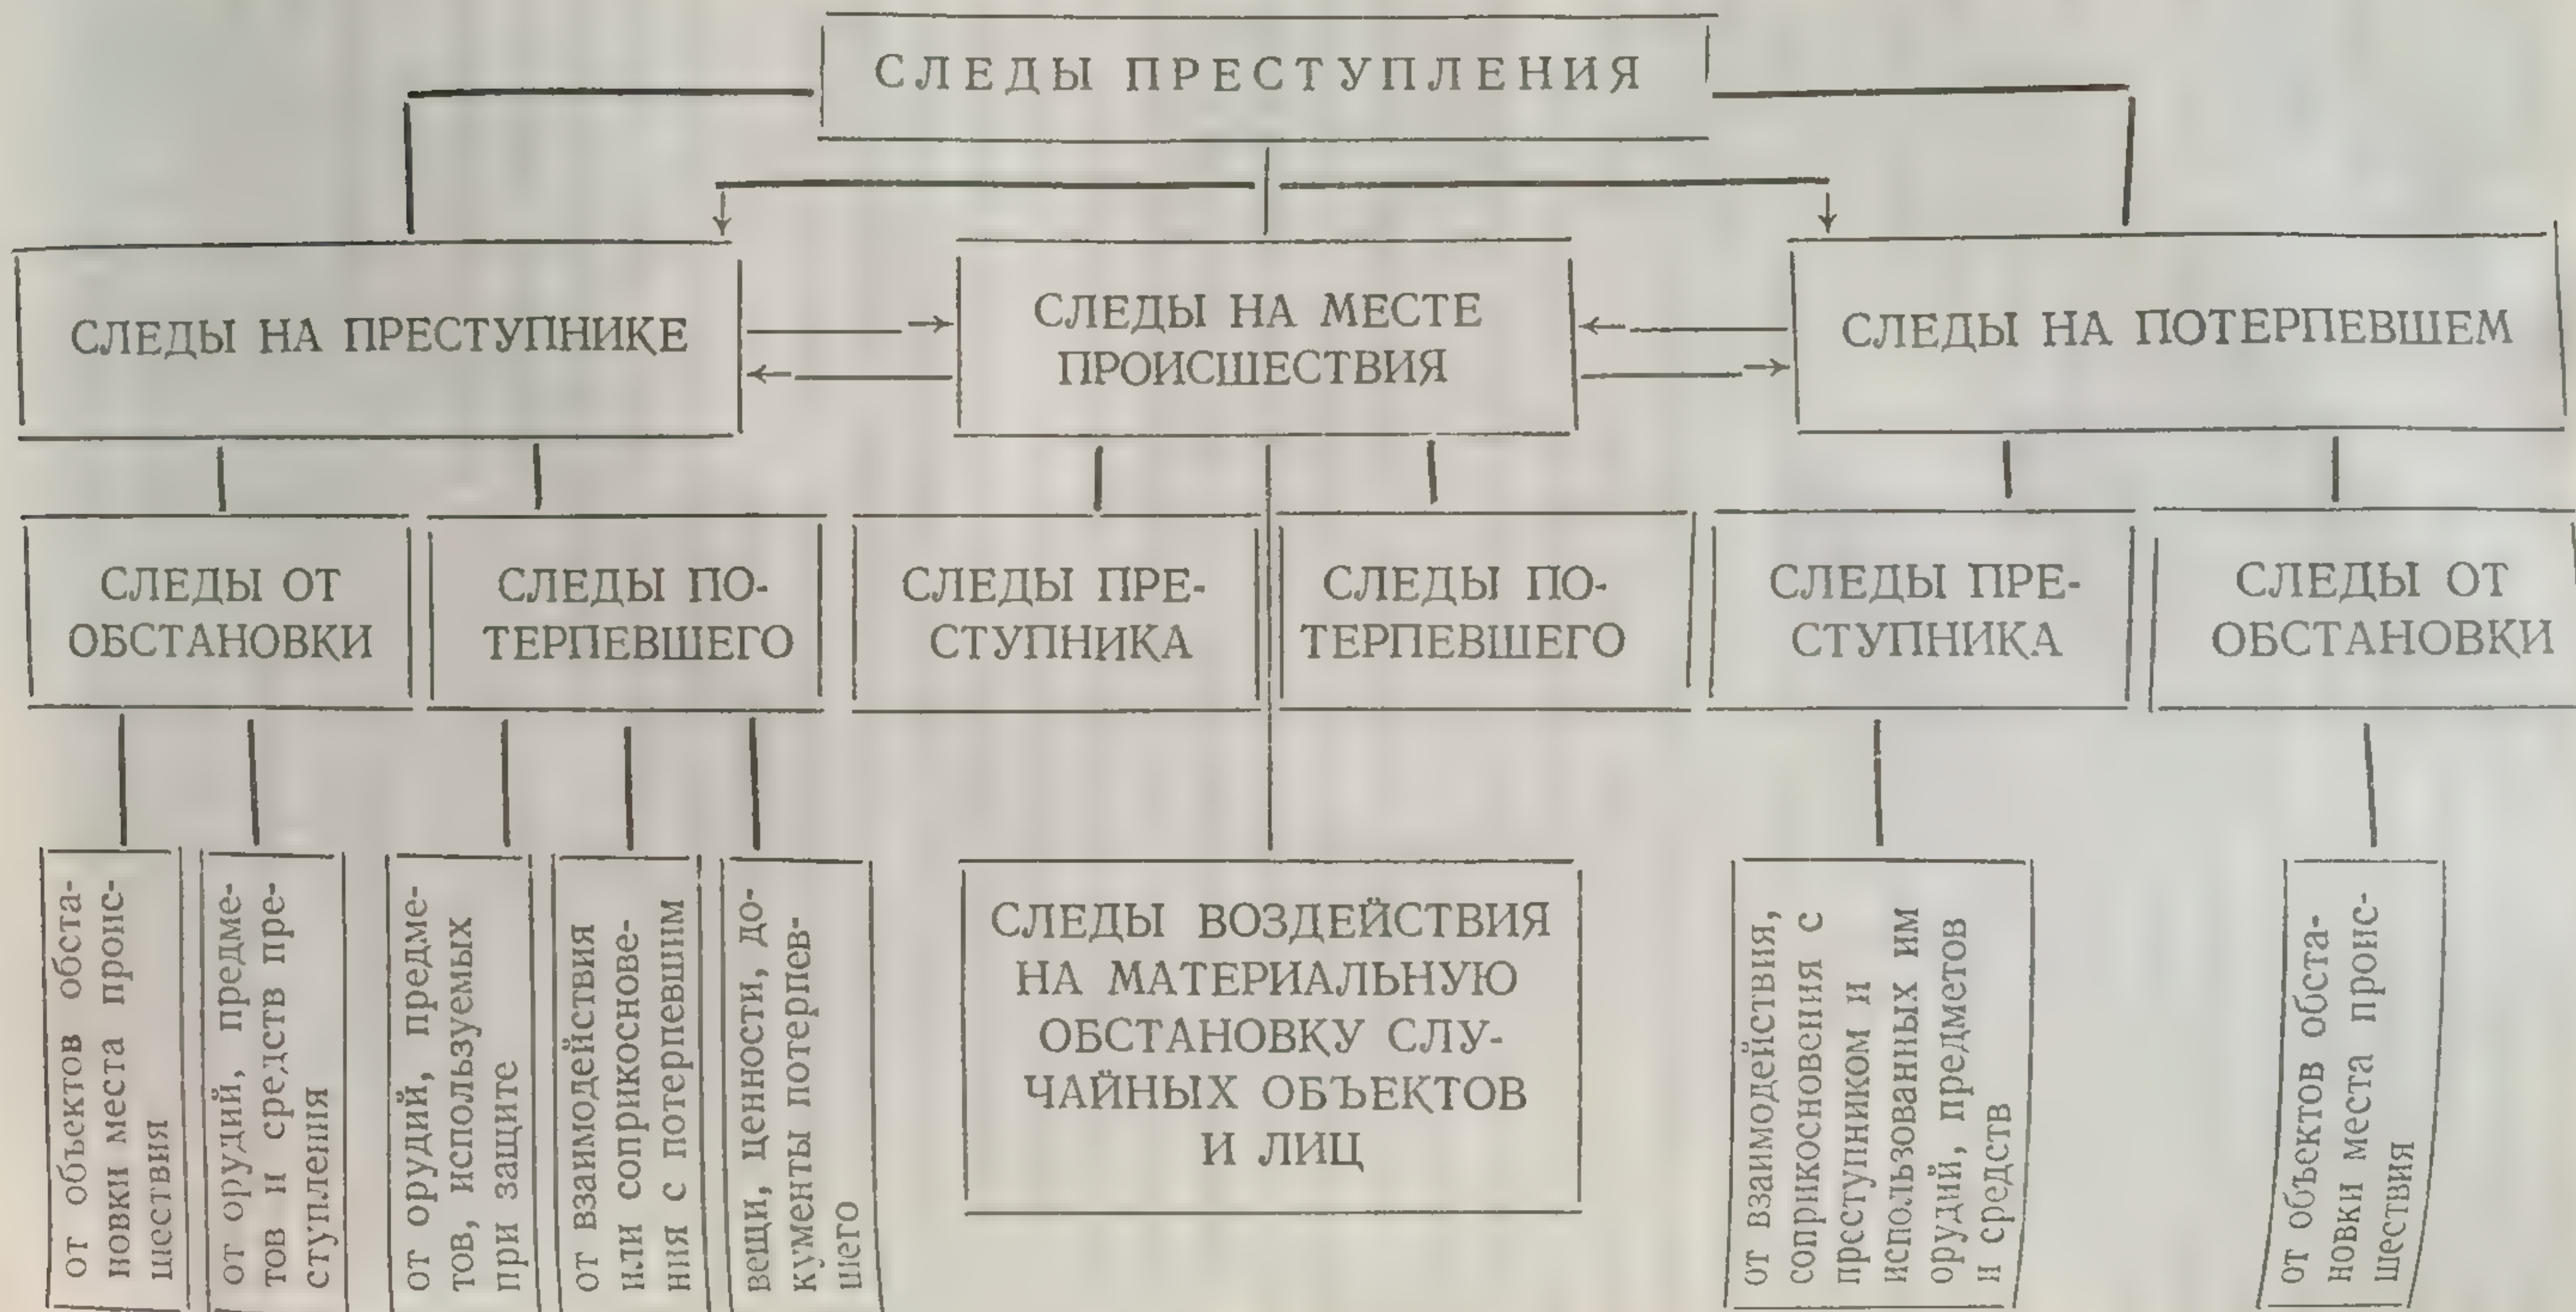 СЛЕДЫ ПРЕСТУПЛЕНИЯ
СЛЕДЫ НА ПРЕСТУПНИКЕ
СЛЕДЫ НА МЕСТЕ
ПРОИСШЕСТВИЯ
СЛЕДЫ НА ПОТЕРПЕВШЕМ
СЛЕДЫ ОТ
ОБСТАНОВКИ
СЛЕДЫ ПО-
ТЕРПЕВШЕГО
СЛЕДЫ ПРЕ-
СТУПНИКА
СЛЕДЫ ПО-
ТЕРПЕВШЕГО
СЛЕДЫ ПРЕ-
СТУПНИКА
СЛЕДЫ ОТ
ОБСТАНОВКИ
от объектов обста-
новки места проис-
шествия
от орудий, предме-
тов и средств пре-
ступления
от орудий, предме-
тов, используемых
при защите
от взаимодействия
или соприкоснове-
ния с потерпевшим
вещи, ценности, до-
кументы потерпев-
шего
СЛЕДЫ ВОЗДЕЙСТВИЯ
НА МАТЕРИАЛЬНУЮ
ОБСТАНОВКУ СЛУ-
ЧАЙНЫХ ОБЪЕКТОВ
И ЛИЦ
от взаимодействия,
соприкосновения с
преступником и
использованных им
орудий, предметов
и средств
от объектов обста-
новки места проис-
шествия